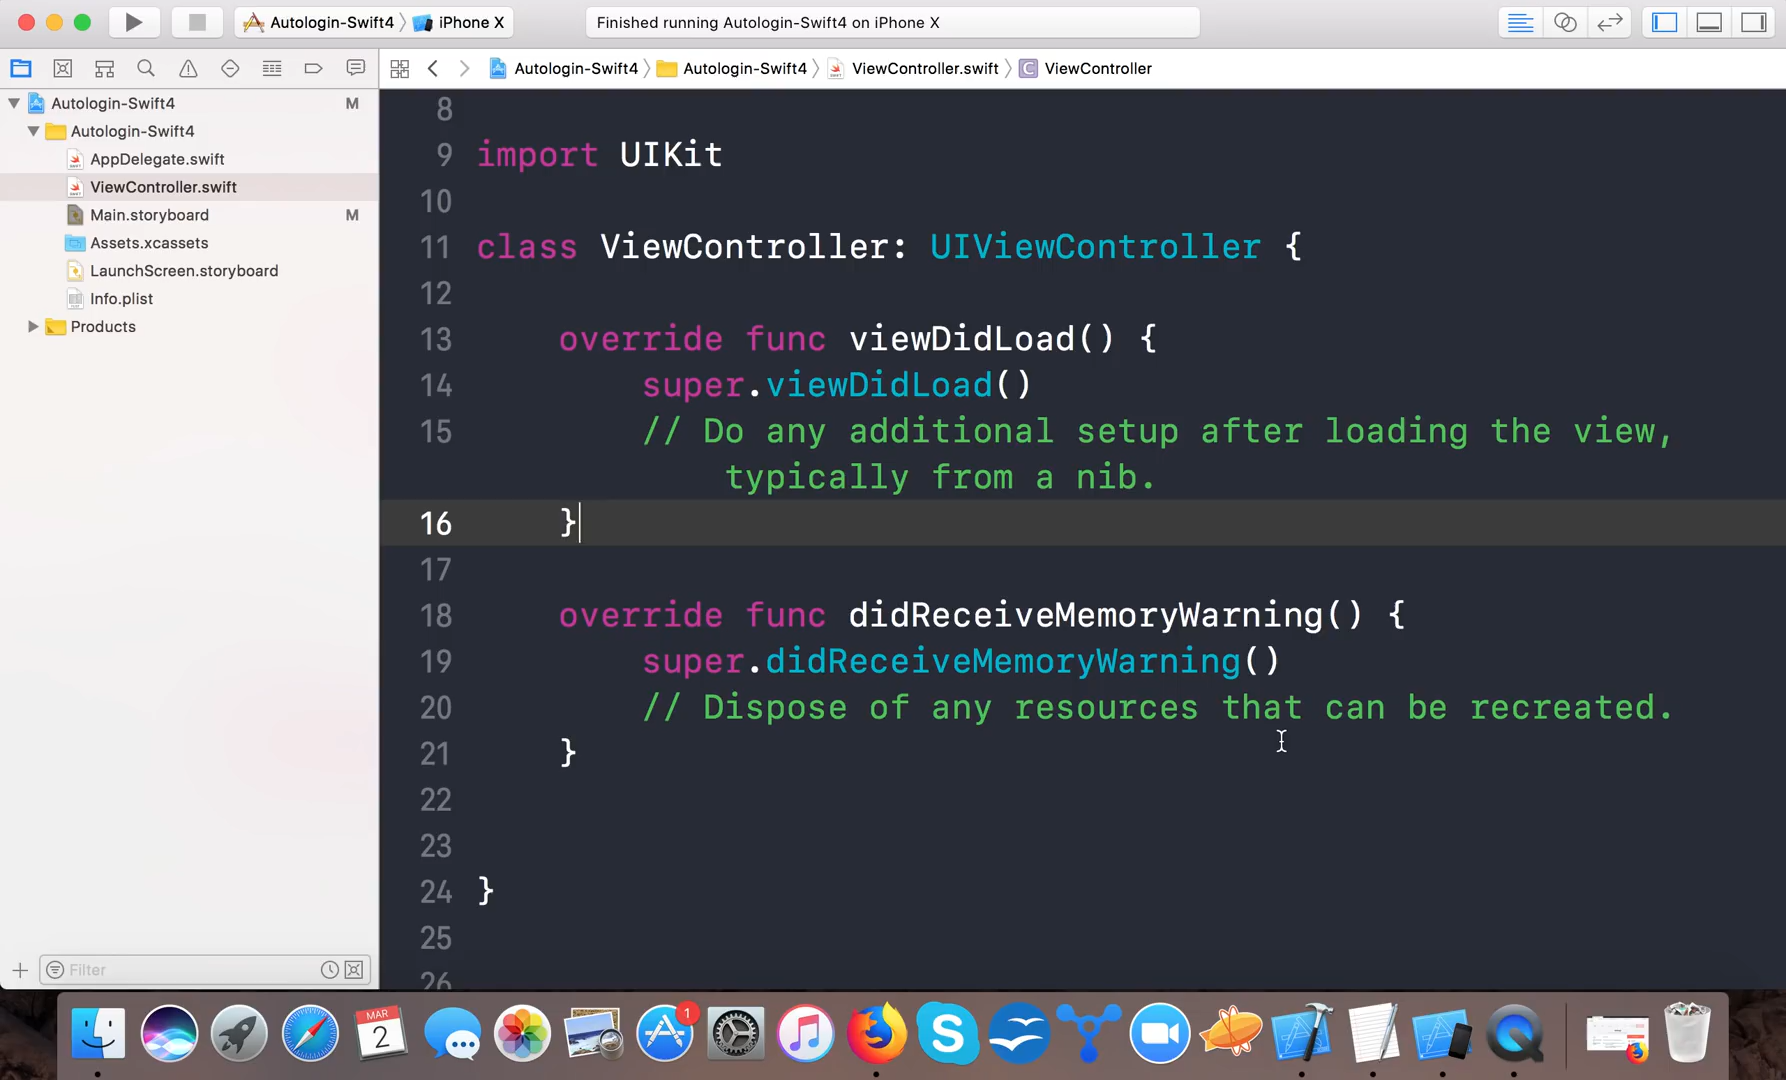 Autologin-Swift4 〉 iPhone X
Finished running Autologin-Swift4 on iPhone X
Autologin-Swift4 〉 Autologin-Swift4 〉 ViewController.swift 〉 C ViewController
Autologin-Swift4 M
Autologin-Swift4
AppDelegate.swift
ViewController.swift
Main.storyboard M
Assets.xcassets
LaunchScreen.storyboard
Info.plist
Products
Filter
8
9 import UIKit
10
11 class ViewController: UIViewController {
12
13 override func viewDidLoad() {
14 super.viewDidLoad()
15 // Do any additional setup after loading the view,
typically from a nib.
16 }
17
18 override func didReceiveMemoryWarning() {
19 super.didReceiveMemoryWarning()
20 // Dispose of any resources that can be recreated.
21 }
22
23
24 }
25
26
MAR
2
1